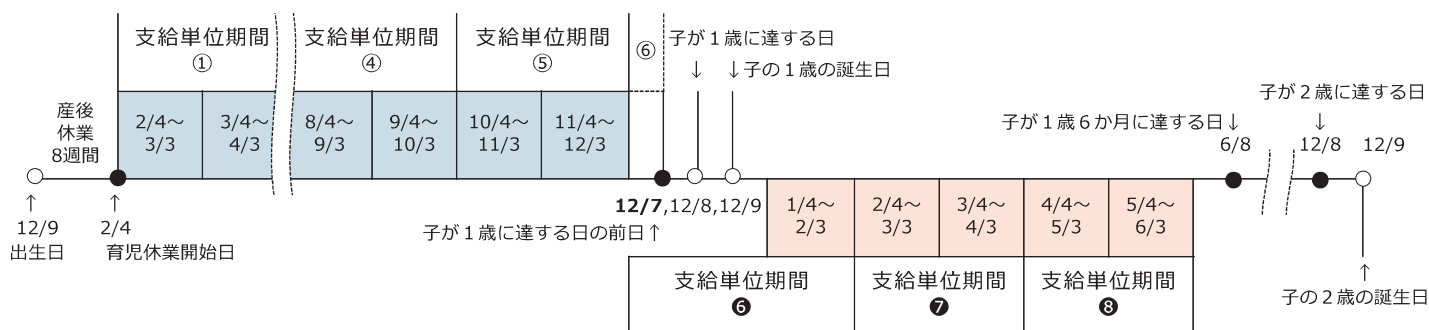 支給単位期間
①
支給単位期間
④
支給単位期間
⑤
⑥
子が1歳に達する日
↓
↓子の1歳の誕生日
産後
休業
8週間
2/4～
3/3
3/4～
4/3
8/4～
9/3
9/4～
10/3
10/4～
11/3
11/4～
12/3
子が2歳に達する日
子が1歳6か月に達する日↓
↓
6/8
12/8
12/9
↑
12/9
出生日
↑
2/4
育児休業開始日
12/7,12/8,12/9
子が1歳に達する日の前日↑
1/4～
2/3
2/4～
3/3
3/4～
4/3
4/4～
5/3
5/4～
6/3
支給単位期間
❻
支給単位期間
❼
支給単位期間
❽
↑
子の2歳の誕生日